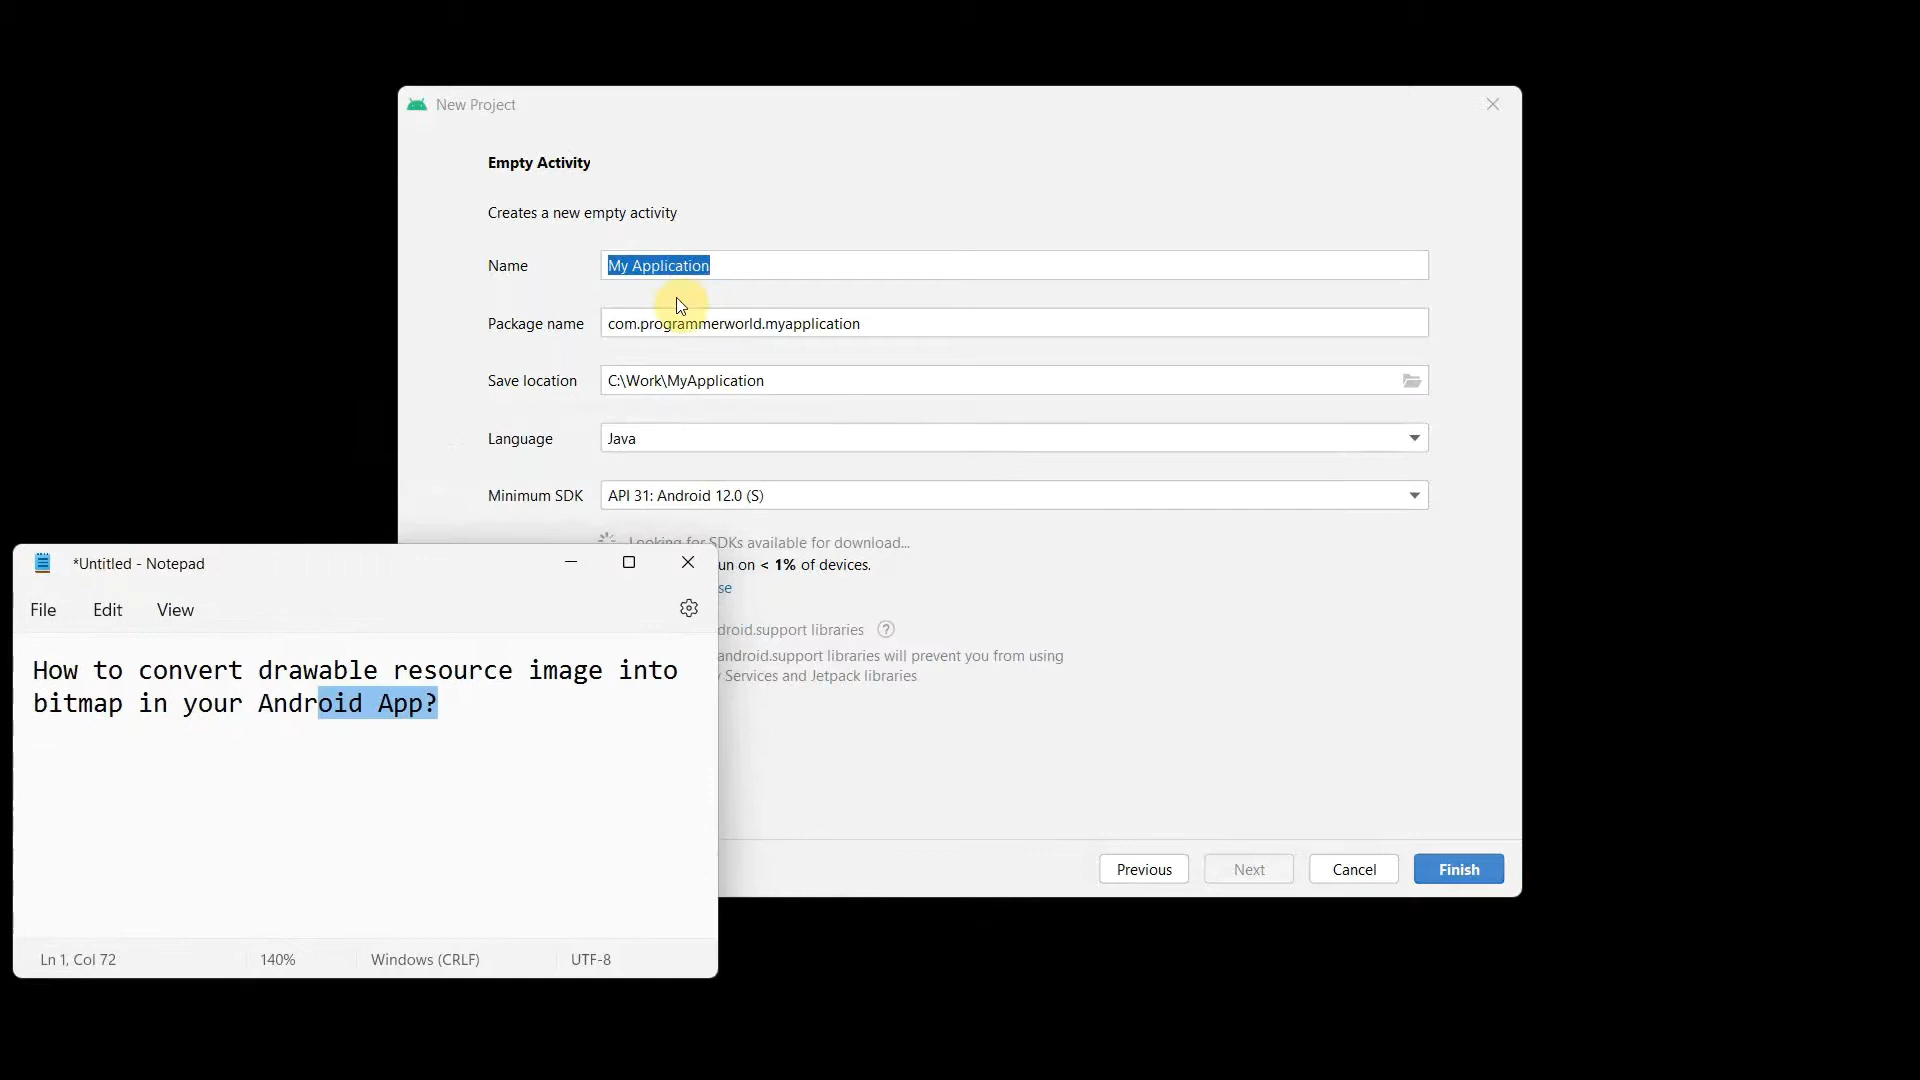 New Project
Empty Activity
Creates a new empty activity
Name My Application
Package name com.programmerworld.myapplication
Save location C:\Work\MyApplication
Language Java
Minimum SDK API 31: Android 12.0 (S)
Looking for SDKs available for download...
un on < 1% of devices.
se
droid.support libraries ?
android.support libraries will prevent you from using
Services and Jetpack libraries
Previous Next Cancel Finish
*Untitled - Notepad
File Edit View
How to convert drawable resource image into
bitmap in your Android App?
Ln 1, Col 72 140% Windows (CRLF) UTF-8